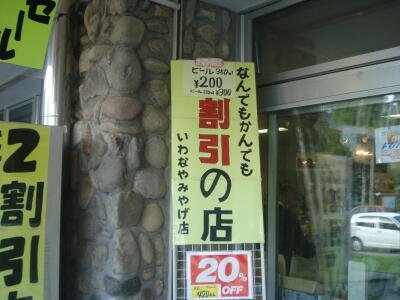 セール
2割引
ビール 350ml
¥200
¥300
なんでもかんでも
割引の店
いわなやみやげ店
20%
OFF